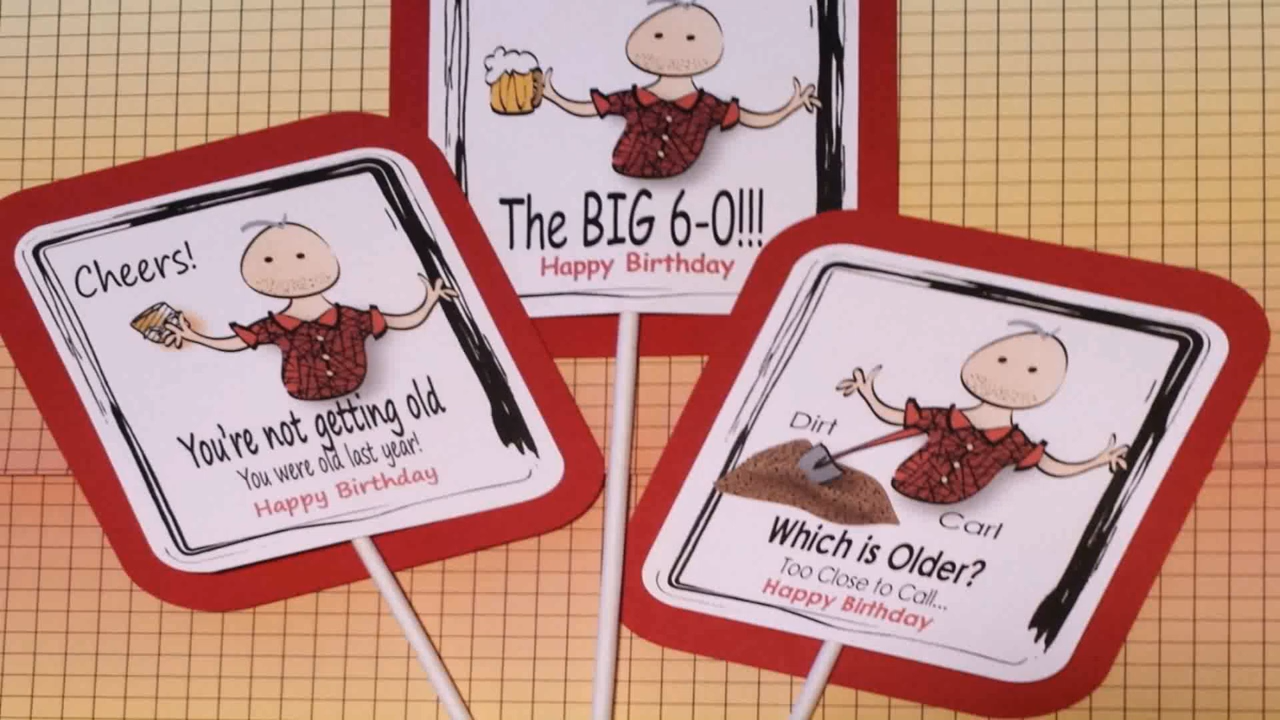 Cheers!
You're not getting old
You were old last year!
Happy Birthday
The BIG 6-0!!!
Happy Birthday
Dirt
Carl
Which is Older?
Too Close to Call...
Happy Birthday